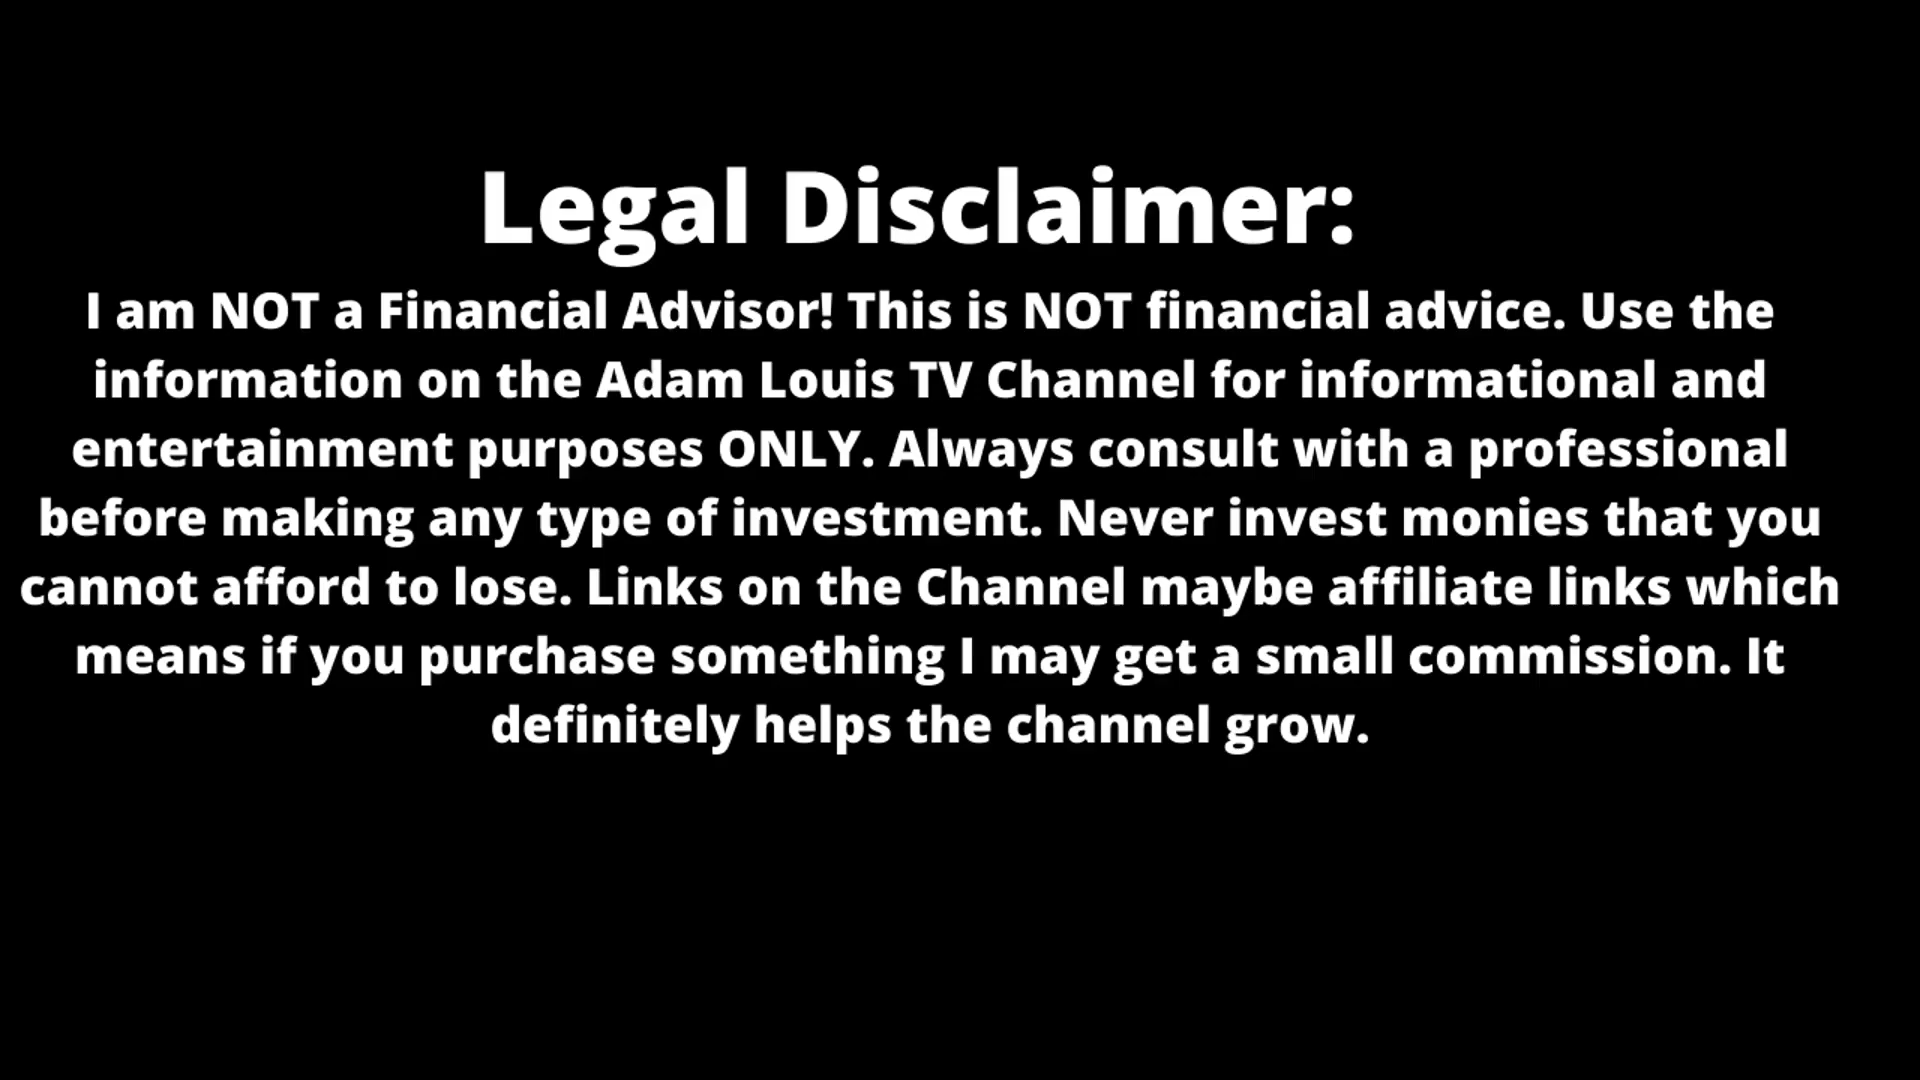 Legal Disclaimer:
I am NOT a Financial Advisor! This is NOT financial advice. Use the
information on the Adam Louis TV Channel for informational and
entertainment purposes ONLY. Always consult with a professional
before making any type of investment. Never invest monies that you
cannot afford to lose. Links on the Channel maybe affiliate links which
means if you purchase something I may get a small commission. It
definitely helps the channel grow.